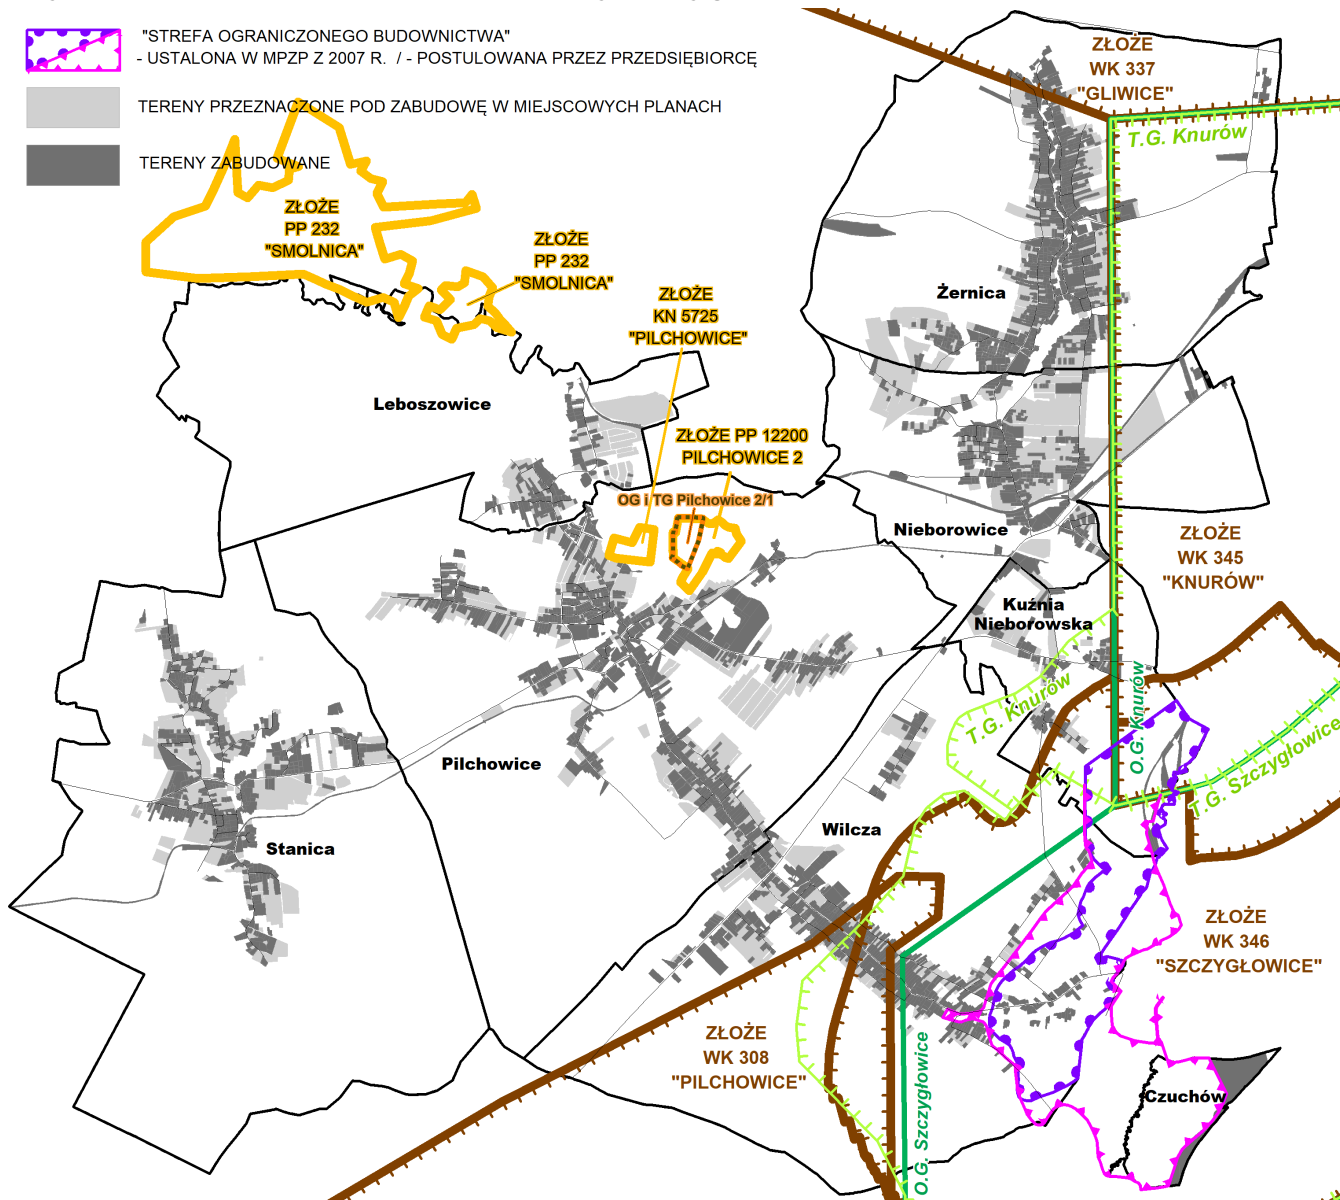 "STREFA OGRANICZONEGO BUDOWNICTWA"
- USTALONA W MPZP Z 2007 R. / - POSTULOWANA PRZEZ PRZEDSIĘBIORCĘ
TERENY PRZEZNACZONE POD ZABUDOWĘ W MIEJSCOWYCH PLANACH
TERENY ZABUDOWANE
ZŁOŻE
WK 337
"GLIWICE"
T.G. Knurów
ZŁOŻE
PP 232
"SMOLNICA"
ZŁOŻE
PP 232
"SMOLNICA"
ZŁOŻE
KN 5725
"PILCHOWICE"
Żernica
Leboszowice
ZŁOŻE PP 12200
PILCHOWICE 2
OG i TG Pilchowice 2/1
Nieborowice
ZŁOŻE
WK 345
"KNURÓW"
Kuźnia
Nieborowska
T.G. Knurów
O.G. Knurów
T.G. Szczygłowice
Pilchowice
Wilcza
Stanica
ZŁOŻE
WK 346
"SZCZYGŁOWICE"
ZŁOŻE
WK 308
"PILCHOWICE"
O.G. Szczygłowice
Czuchów